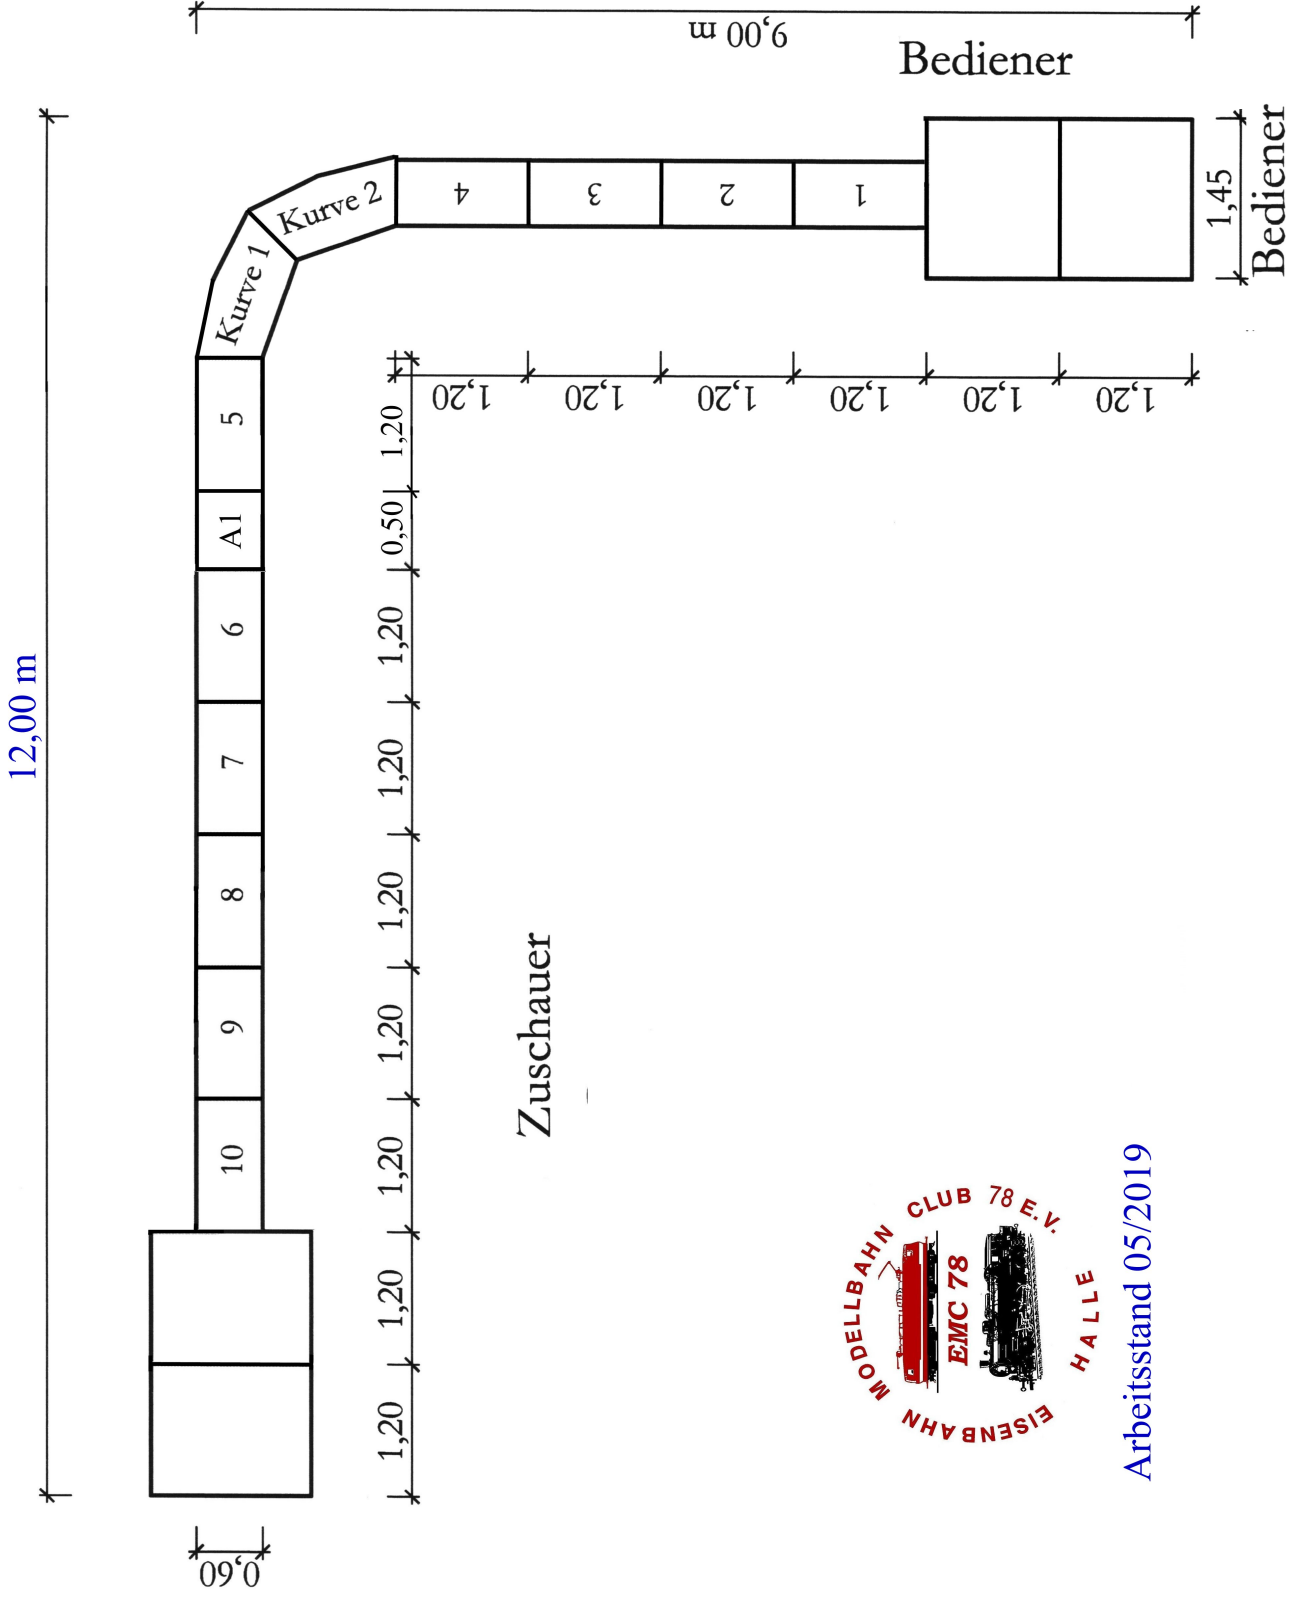 9,00 m
Bediener
Bediener
1,45
12,00 m
Kurve 2
4
3
2
1
Kurve 1
5
A1
6
7
8
9
10
1,20
1,20
1,20
1,20
1,20
1,20
1,20
0,50
1,20
1,20
1,20
1,20
1,20
1,20
1,20
0,60
Zuschauer
EISENBAHN MODELLBAHN CLUB 78 E.V.
HALLE
EMC 78
Arbeitsstand 05/2019